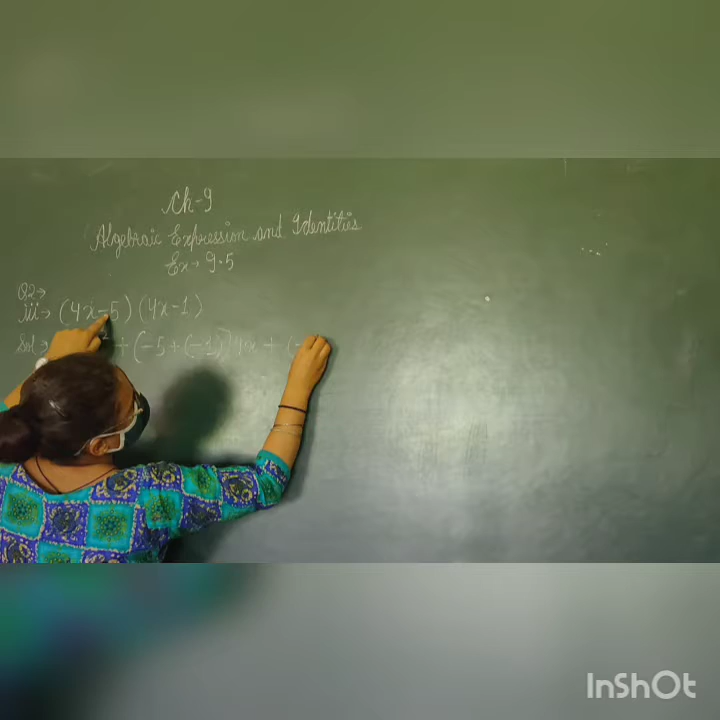 Ch-9
Algebraic Expression and Identities
Ex → 9.5
Q2→
iii→ (4x-5) (4x-1)
Sol → 2 + (-5+(-1)) 4x + (-
InShOt